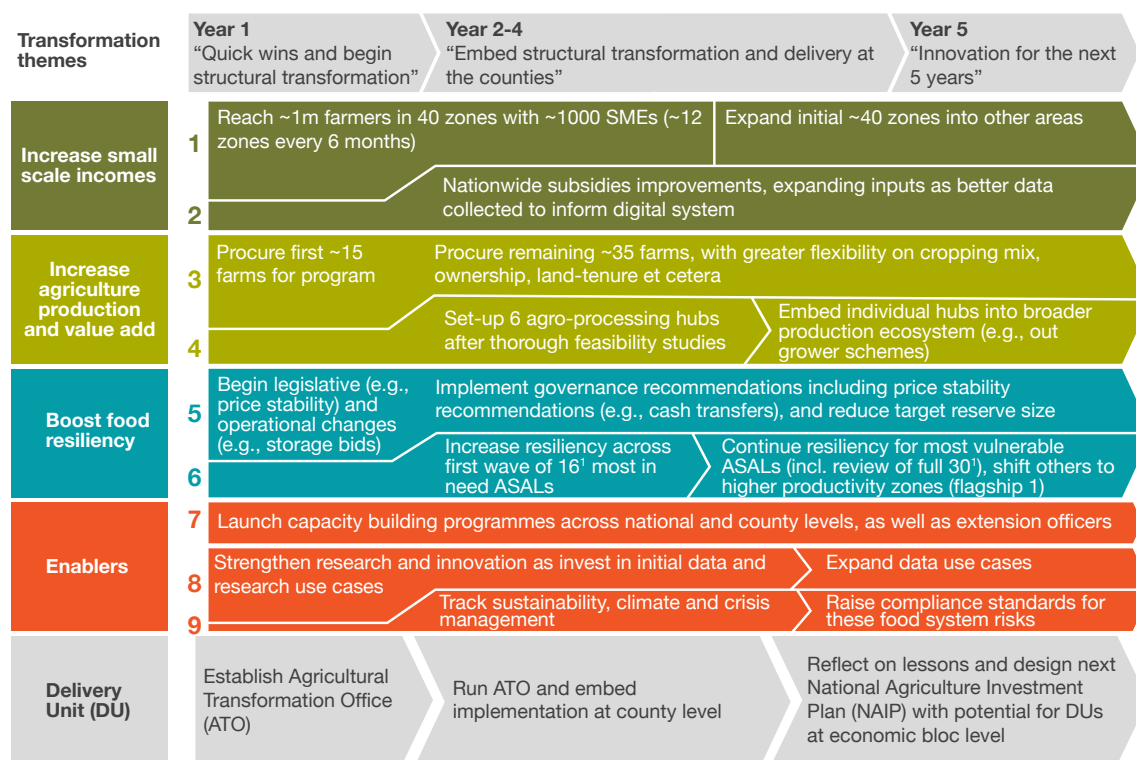 Transformation
themes
Year 1
“Quick wins and begin
structural transformation”
Year 2-4
“Embed structural transformation and delivery at
the counties”
Year 5
“Innovation for the next
5 years”
Increase small
scale incomes
1
Reach ~1m farmers in 40 zones with ~1000 SMEs (~12
zones every 6 months)
Expand initial ~40 zones into other areas
2
Nationwide subsidies improvements, expanding inputs as better data
collected to inform digital system
Increase
agriculture
production
and value add
3
Procure first ~15
farms for program
Procure remaining ~35 farms, with greater flexibility on cropping mix,
ownership, land-tenure et cetera
4
Set-up 6 agro-processing hubs
after thorough feasibility studies
Embed individual hubs into broader
production ecosystem (e.g., out
grower schemes)
Boost food
resiliency
5
Begin legislative (e.g.,
price stability) and
operational changes
(e.g., storage bids)
Implement governance recommendations including price stability
recommendations (e.g., cash transfers), and reduce target reserve size
6
Increase resiliency across
first wave of 16¹ most in
need ASALs
Continue resiliency for most vulnerable
ASALs (incl. review of full 30¹), shift others to
higher productivity zones (flagship 1)
Enablers
7
Launch capacity building programmes across national and county levels, as well as extension officers
8
Strengthen research and innovation as invest in initial data and
research use cases
Expand data use cases
9
Track sustainability, climate and crisis
management
Raise compliance standards for
these food system risks
Delivery
Unit (DU)
Establish Agricultural
Transformation Office
(ATO)
Run ATO and embed
implementation at county level
Reflect on lessons and design next
National Agriculture Investment
Plan (NAIP) with potential for DUs
at economic bloc level